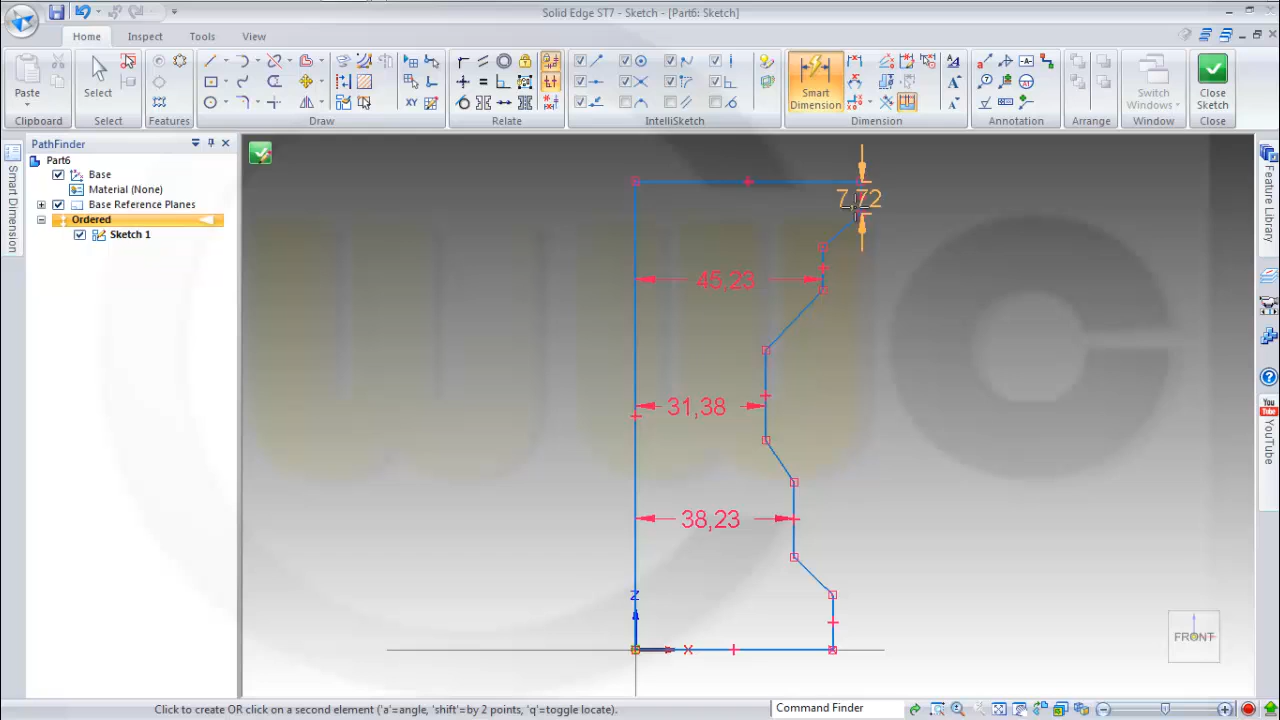 Solid Edge ST7 - Sketch - [Part6: Sketch]
Home Inspect Tools View
Paste
Select
Smart Dimension
Switch Windows
Close Sketch
Clipboard Select Features Draw Relate IntelliSketch Dimension Annotation Arrange Window Close
PathFinder
Part6
Base
Material (None)
Base Reference Planes
Ordered
Sketch 1
Smart Dimension
Feature Library
You Tube
YouTube
7,72
45,23
31,38
38,23
Z
X
FRONT
Click to create OR click on a second element ('a'=angle, 'shift'=by 2 points, 'q'=toggle locate).
Command Finder